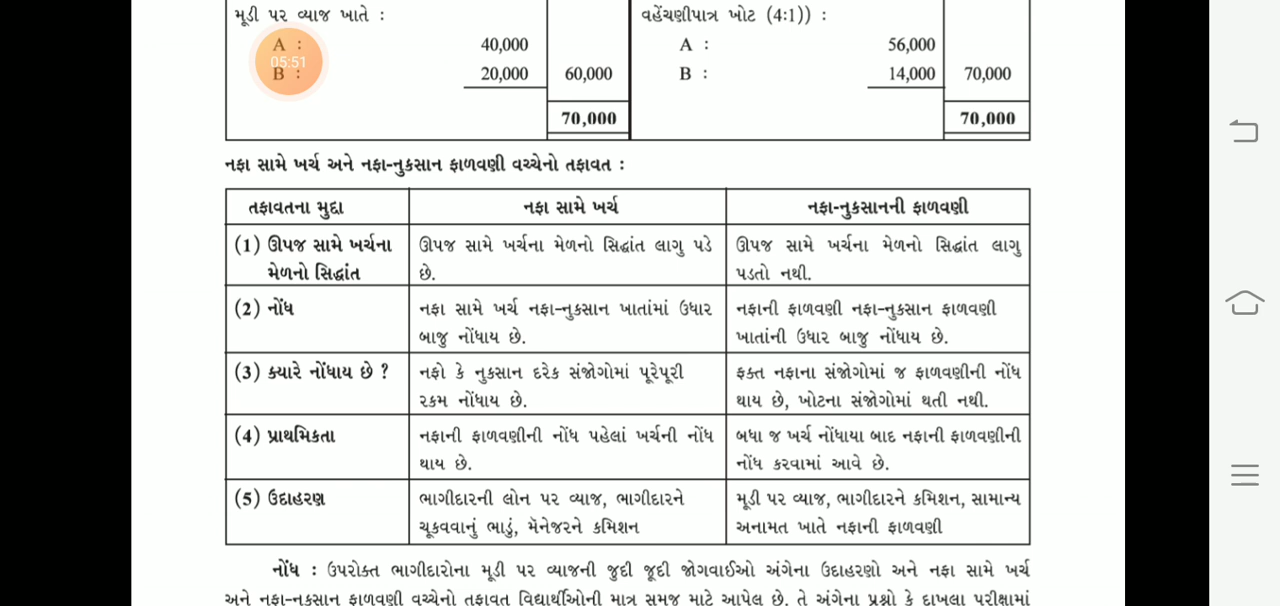 મૂડી પર વ્યાજ ખાતે :
A : 40,000
05:51
B : 20,000 60,000
70,000
વહેંચણીપાત્ર ખોટ (4:1)) :
A : 56,000
B : 14,000 70,000
70,000
નફા સામે ખર્ચ અને નફા-નુકસાન ફાળવણી વચ્ચેનો તફાવત :
તફાવતના મુદ્દા નફા સામે ખર્ચ નફા-નુકસાનની ફાળવણી
(1) ઊપજ સામે ખર્ચના ઊપજ સામે ખર્ચના મેળનો સિદ્ધાંત લાગુ પડે ઊપજ સામે ખર્ચના મેળનો સિદ્ધાંત લાગુ
મેળનો સિદ્ધાંત છે. પડતો નથી.
(2) નોંધ નફા સામે ખર્ચ નફા-નુકસાન ખાતાંમાં ઉધાર નફાની ફાળવણી નફા-નુકસાન ફાળવણી
બાજુ નોંધાય છે. ખાતાંની ઉધાર બાજુ નોંધાય છે.
(3) ક્યારે નોંધાય છે ? નફો કે નુકસાન દરેક સંજોગોમાં પૂરેપૂરી ફક્ત નફાના સંજોગોમાં જ ફાળવણીની નોંધ
રકમ નોંધાય છે. થાય છે, ખોટના સંજોગોમાં થતી નથી.
(4) પ્રાથમિકતા નફાની ફાળવણીની નોંધ પહેલાં ખર્ચની નોંધ બધા જ ખર્ચ નોંધાયા બાદ નફાની ફાળવણીની
થાય છે. નોંધ કરવામાં આવે છે.
(5) ઉદાહરણ ભાગીદારની લોન પર વ્યાજ, ભાગીદારને મૂડી પર વ્યાજ, ભાગીદારને કમિશન, સામાન્ય
ચૂકવવાનું ભાડું, મૅનેજરને કમિશન અનામત ખાતે નફાની ફાળવણી
નોંધ : ઉપરોક્ત ભાગીદારોના મૂડી પર વ્યાજની જુદી જૂદી જોગવાઈઓ અંગેના ઉદાહરણો અને નફા સામે ખર્ચ
અને નફા-નુકસાન ફાળવણી વચ્ચેનો તફાવત વિદ્યાર્થીઓની માત્ર સમજ માટે આપેલ છે. તે અંગેના પ્રશ્નો કે દાખલા પરીક્ષામાં